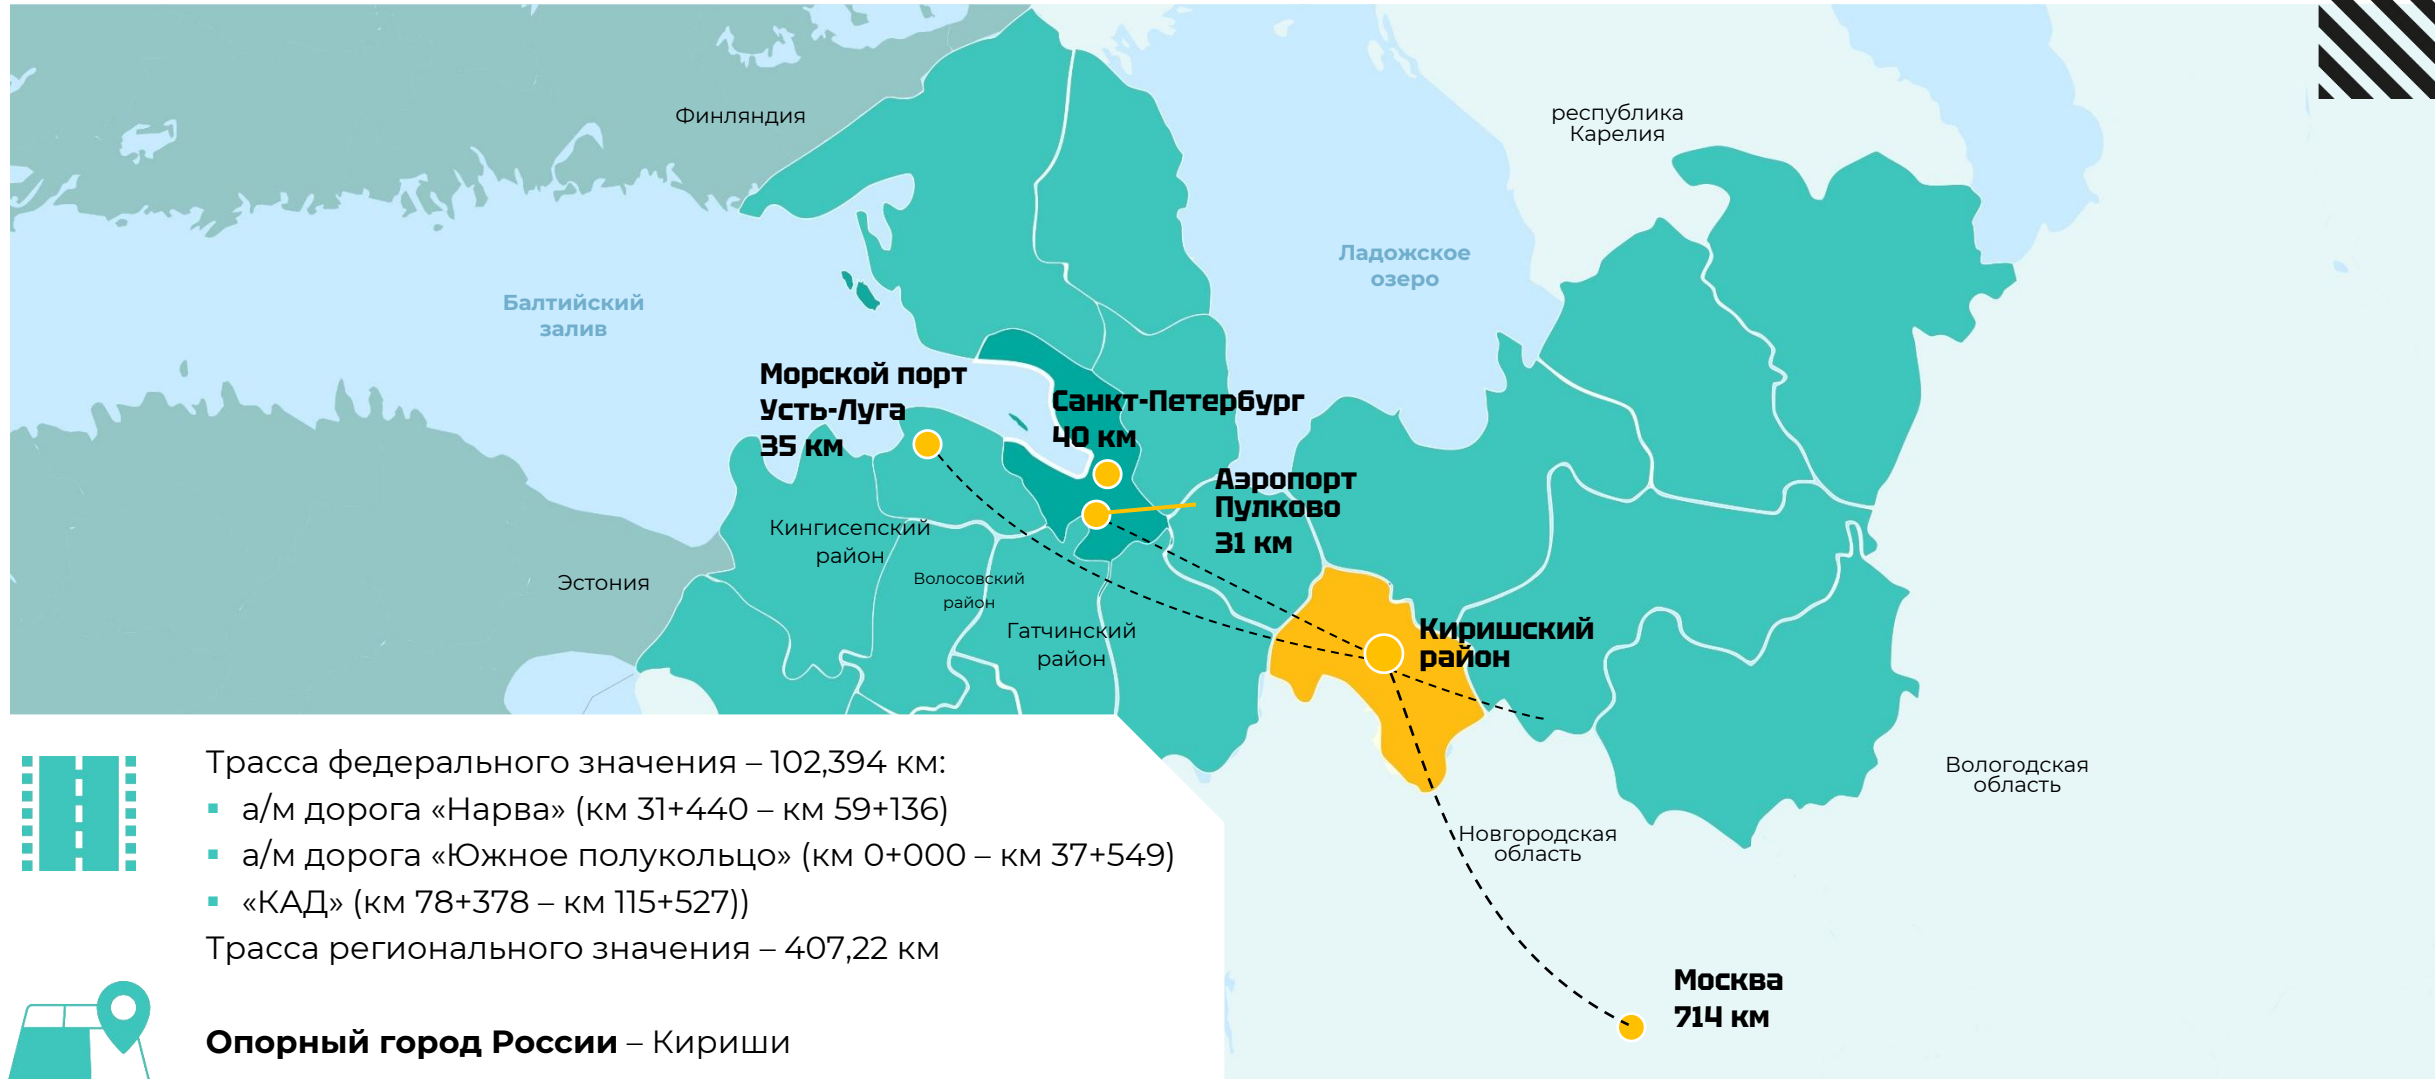 Финляндия
республика
Карелия
Ладожское
озеро
Балтийский
залив
Морской порт
Усть-Луга
35 км
Санкт-Петербург
40 км
Аэропорт
Пулково
31 км
Кингисепский
район
Волосовский
район
Эстония
Гатчинский
район
Киришский
район
Вологодская
область
Новгородская
область
Москва
714 км
Трасса федерального значения – 102,394 км:
▪ а/м дорога «Нарва» (км 31+440 – км 59+136)
▪ а/м дорога «Южное полукольцо» (км 0+000 – км 37+549)
▪ «КАД» (км 78+378 – км 115+527))
Трасса регионального значения – 407,22 км
Опорный город России – Кириши